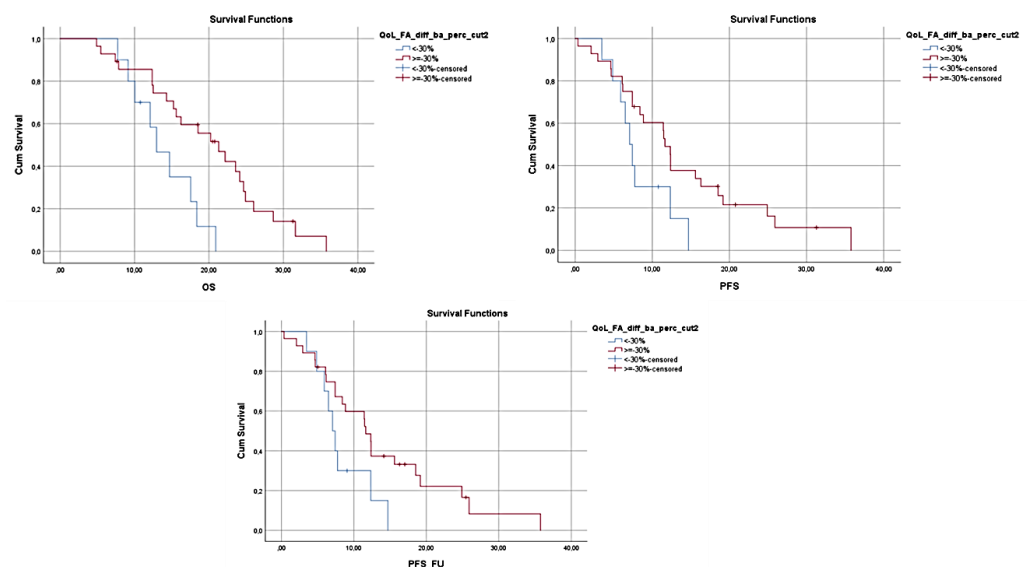 Survival Functions
QoL_FA_diff_ba_perc_cut2
<-30%
>=-30%
<-30%-censored
>=-30%-censored
Cum Survival
1,0
0,8
0,6
0,4
0,2
0,0
,00 10,00 20,00 30,00 40,00
OS
Survival Functions
QoL_FA_diff_ba_perc_cut2
<-30%
>=-30%
<-30%-censored
>=-30%-censored
Cum Survival
1,0
0,8
0,6
0,4
0,2
0,0
,00 10,00 20,00 30,00 40,00
PFS
Survival Functions
QoL_FA_diff_ba_perc_cut2
<-30%
>=-30%
<-30%-censored
>=-30%-censored
Cum Survival
1,0
0,8
0,6
0,4
0,2
0,0
,00 10,00 20,00 30,00 40,00
PFS_FU